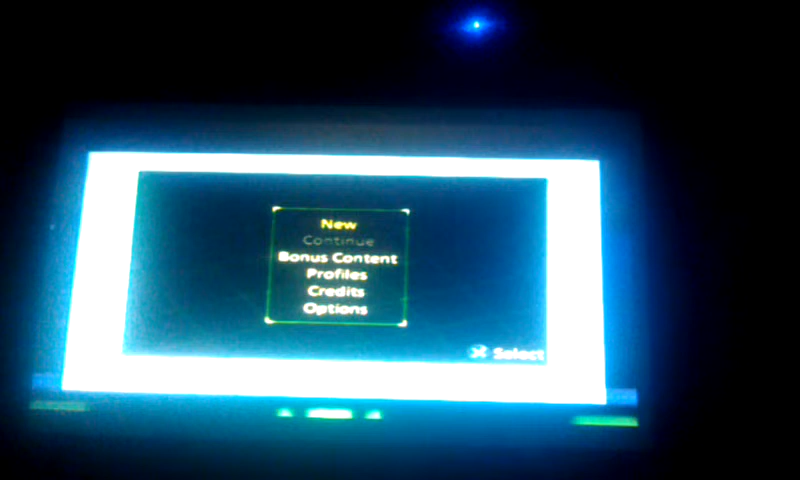 New
Continue
Bonus Content
Profiles
Credits
Options
Select